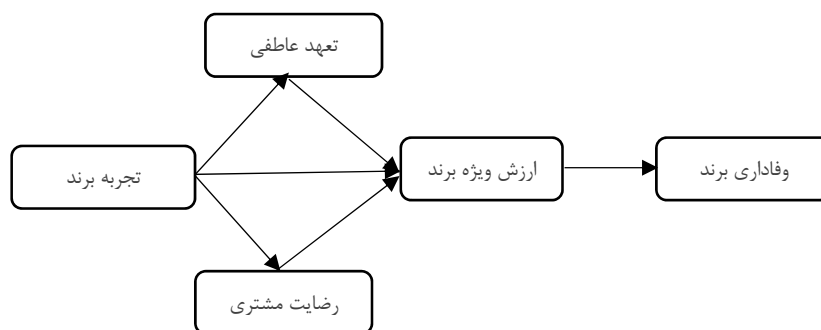 تعهد عاطفی
تجربه برند
ارزش ویژه برند
وفاداری برند
رضایت مشتری